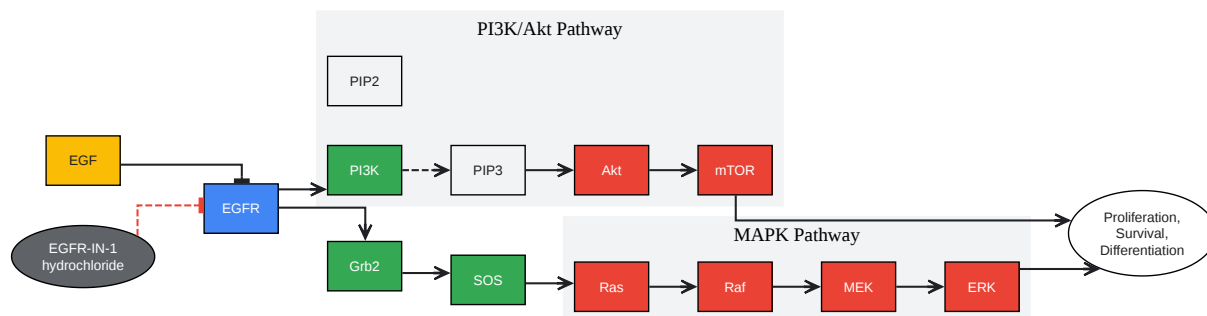 PI3K/Akt Pathway
PIP2
EGF
PI3K
PIP3
Akt
mTOR
EGFR
EGFR-IN-1
hydrochloride
MAPK Pathway
Grb2
SOS
Ras
Raf
MEK
ERK
Proliferation,
Survival,
Differentiation